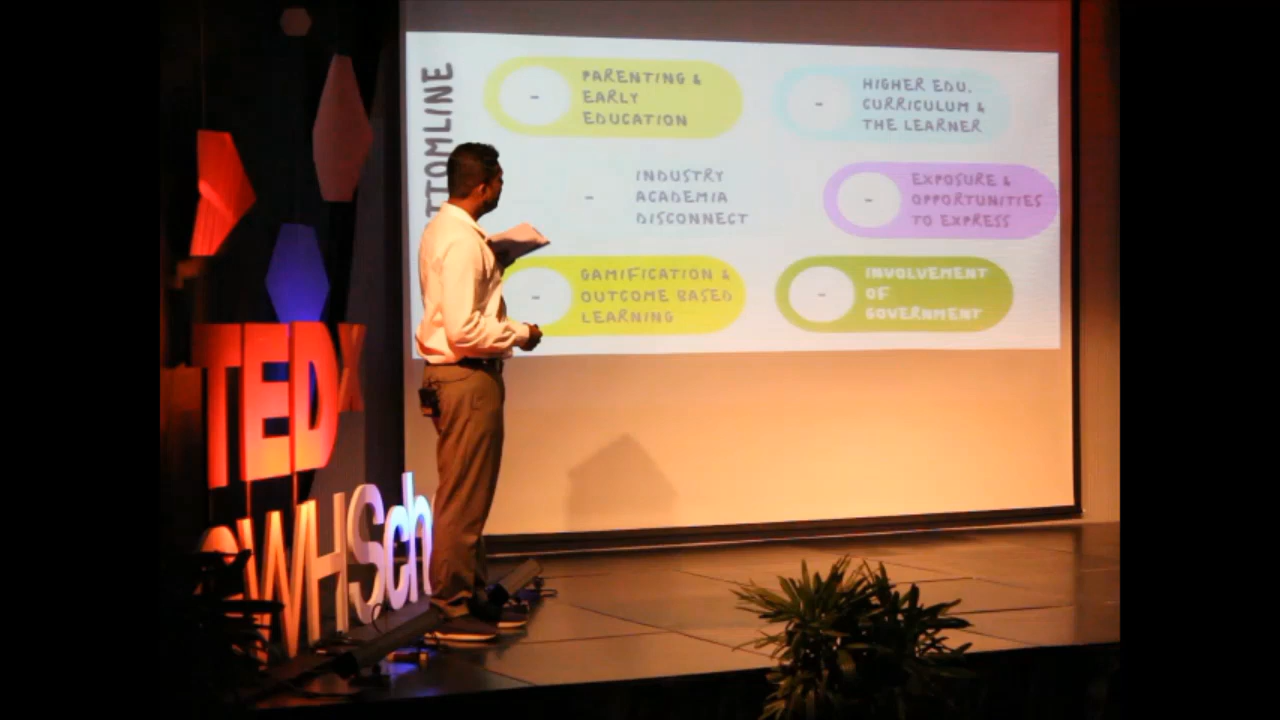 TTOMLINE
-
PARENTING &
EARLY
EDUCATION
-
HIGHER EDU.
CURRICULUM &
THE LEARNER
-
INDUSTRY
ACADEMIA
DISCONNECT
-
EXPOSURE &
OPPORTUNITIES
TO EXPRESS
-
GAMIFICATION &
OUTCOME BASED
LEARNING
-
INVOLVEMENT
OF
GOVERNMENT
TEDx
WHSch